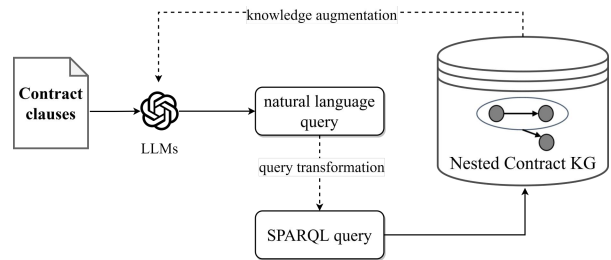 knowledge augmentation
Contract
clauses
LLMs
natural language
query
query transformation
SPARQL query
Nested Contract KG